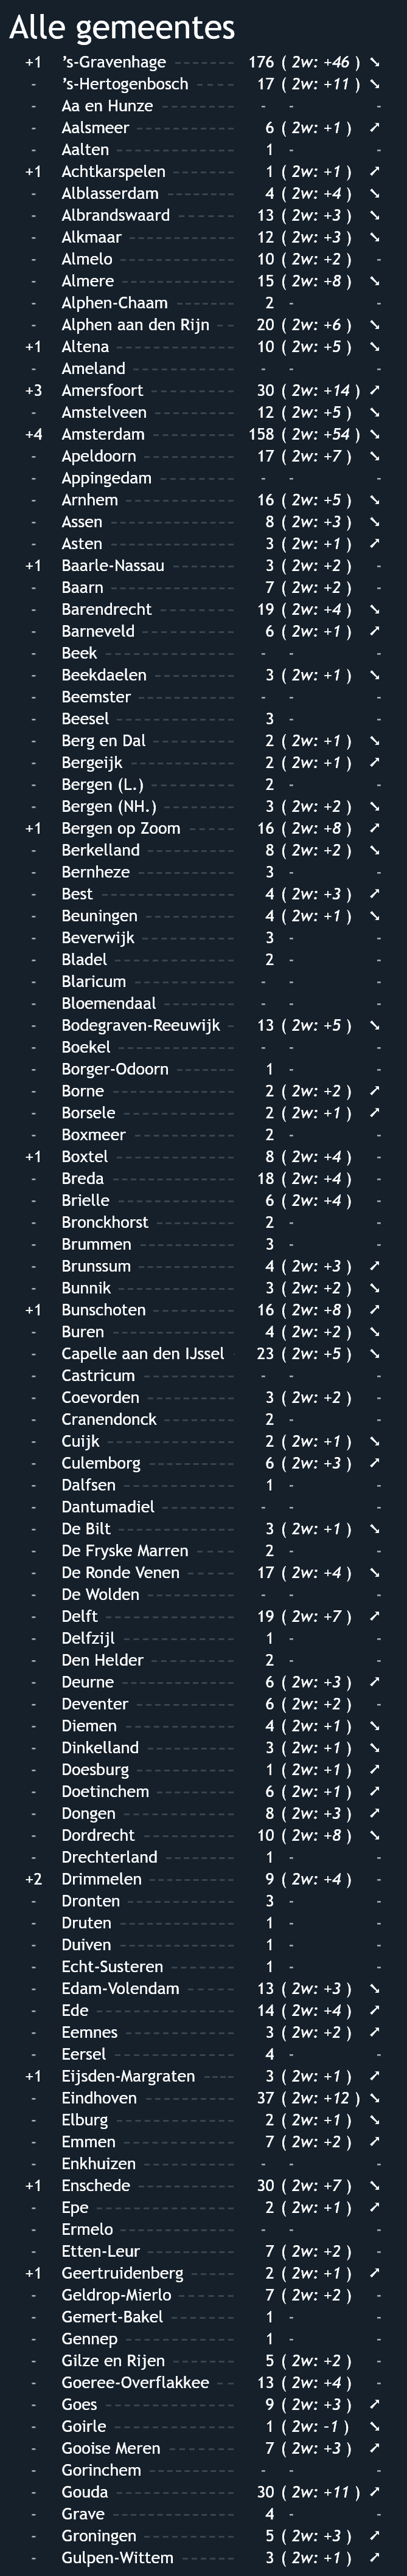 Alle gemeentes
+1 's-Gravenhage 176 ( 2w: +46 ) ↘
- 's-Hertogenbosch 17 ( 2w: +11 ) ↘
- Aa en Hunze - - -
- Aalsmeer 6 ( 2w: +1 ) ↗
- Aalten 1 - -
+1 Achtkarspelen 1 ( 2w: +1 ) ↗
- Alblasserdam 4 ( 2w: +4 ) ↘
- Albrandswaard 13 ( 2w: +3 ) ↘
- Alkmaar 12 ( 2w: +3 ) ↘
- Almelo 10 ( 2w: +2 ) -
- Almere 15 ( 2w: +8 ) ↘
- Alphen-Chaam 2 - -
- Alphen aan den Rijn 20 ( 2w: +6 ) ↘
+1 Altena 10 ( 2w: +5 ) ↘
- Ameland - - -
+3 Amersfoort 30 ( 2w: +14 ) ↗
- Amstelveen 12 ( 2w: +5 ) ↘
+4 Amsterdam 158 ( 2w: +54 ) ↘
- Apeldoorn 17 ( 2w: +7 ) ↘
- Appingedam - - -
- Arnhem 16 ( 2w: +5 ) ↘
- Assen 8 ( 2w: +3 ) ↘
- Asten 3 ( 2w: +1 ) ↗
+1 Baarle-Nassau 3 ( 2w: +2 ) -
- Baarn 7 ( 2w: +2 ) -
- Barendrecht 19 ( 2w: +4 ) ↘
- Barneveld 6 ( 2w: +1 ) ↗
- Beek - - -
- Beekdaelen 3 ( 2w: +1 ) ↘
- Beemster - - -
- Beesel 3 - -
- Berg en Dal 2 ( 2w: +1 ) ↘
- Bergeijk 2 ( 2w: +1 ) ↗
- Bergen (L.) 2 - -
- Bergen (NH.) 3 ( 2w: +2 ) ↘
+1 Bergen op Zoom 16 ( 2w: +8 ) ↗
- Berkelland 8 ( 2w: +2 ) ↘
- Bernheze 3 - -
- Best 4 ( 2w: +3 ) ↗
- Beuningen 4 ( 2w: +1 ) ↘
- Beverwijk 3 - -
- Bladel 2 - -
- Blaricum - - -
- Bloemendaal - - -
- Bodegraven-Reeuwijk 13 ( 2w: +5 ) ↘
- Boekel - - -
- Borger-Odoorn 1 - -
- Borne 2 ( 2w: +2 ) ↗
- Borsele 2 ( 2w: +1 ) ↗
- Boxmeer 2 - -
+1 Boxtel 8 ( 2w: +4 ) -
- Breda 18 ( 2w: +4 ) -
- Brielle 6 ( 2w: +4 ) -
- Bronckhorst 2 - -
- Brummen 3 - -
- Brunssum 4 ( 2w: +3 ) ↗
- Bunnik 3 ( 2w: +2 ) ↘
+1 Bunschoten 16 ( 2w: +8 ) ↗
- Buren 4 ( 2w: +2 ) ↘
- Capelle aan den IJssel 23 ( 2w: +5 ) ↘
- Castricum - - -
- Coevorden 3 ( 2w: +2 ) -
- Cranendonck 2 - -
- Cuijk 2 ( 2w: +1 ) ↘
- Culemborg 6 ( 2w: +3 ) ↗
- Dalfsen 1 - -
- Dantumadiel - - -
- De Bilt 3 ( 2w: +1 ) ↘
- De Fryske Marren 2 - -
- De Ronde Venen 17 ( 2w: +4 ) ↘
- De Wolden - - -
- Delft 19 ( 2w: +7 ) ↗
- Delfzijl 1 - -
- Den Helder 2 - -
- Deurne 6 ( 2w: +3 ) ↗
- Deventer 6 ( 2w: +2 ) -
- Diemen 4 ( 2w: +1 ) ↘
- Dinkelland 3 ( 2w: +1 ) ↘
- Doesburg 1 ( 2w: +1 ) ↗
- Doetinchem 6 ( 2w: +1 ) ↗
- Dongen 8 ( 2w: +3 ) ↗
- Dordrecht 10 ( 2w: +8 ) ↘
- Drechterland 1 - -
+2 Drimmelen 9 ( 2w: +4 ) -
- Dronten 3 - -
- Druten 1 - -
- Duiven 1 - -
- Echt-Susteren 1 - -
- Edam-Volendam 13 ( 2w: +3 ) ↘
- Ede 14 ( 2w: +4 ) ↗
- Eemnes 3 ( 2w: +2 ) ↗
- Eersel 4 - -
+1 Eijsden-Margraten 3 ( 2w: +1 ) ↗
- Eindhoven 37 ( 2w: +12 ) ↘
- Elburg 2 ( 2w: +1 ) ↘
- Emmen 7 ( 2w: +2 ) ↗
- Enkhuizen - - -
+1 Enschede 30 ( 2w: +7 ) ↘
- Epe 2 ( 2w: +1 ) ↗
- Ermelo - - -
- Etten-Leur 7 ( 2w: +2 ) -
+1 Geertruidenberg 2 ( 2w: +1 ) ↗
- Geldrop-Mierlo 7 ( 2w: +2 ) -
- Gemert-Bakel 1 - -
- Gennep 1 - -
- Gilze en Rijen 5 ( 2w: +2 ) -
- Goeree-Overflakkee 13 ( 2w: +4 ) -
- Goes 9 ( 2w: +3 ) ↗
- Goirle 1 ( 2w: -1 ) ↘
- Gooise Meren 7 ( 2w: +3 ) ↗
- Gorinchem - - -
- Gouda 30 ( 2w: +11 ) ↗
- Grave 4 - -
- Groningen 5 ( 2w: +3 ) ↗
- Gulpen-Wittem 3 ( 2w: +1 ) ↗